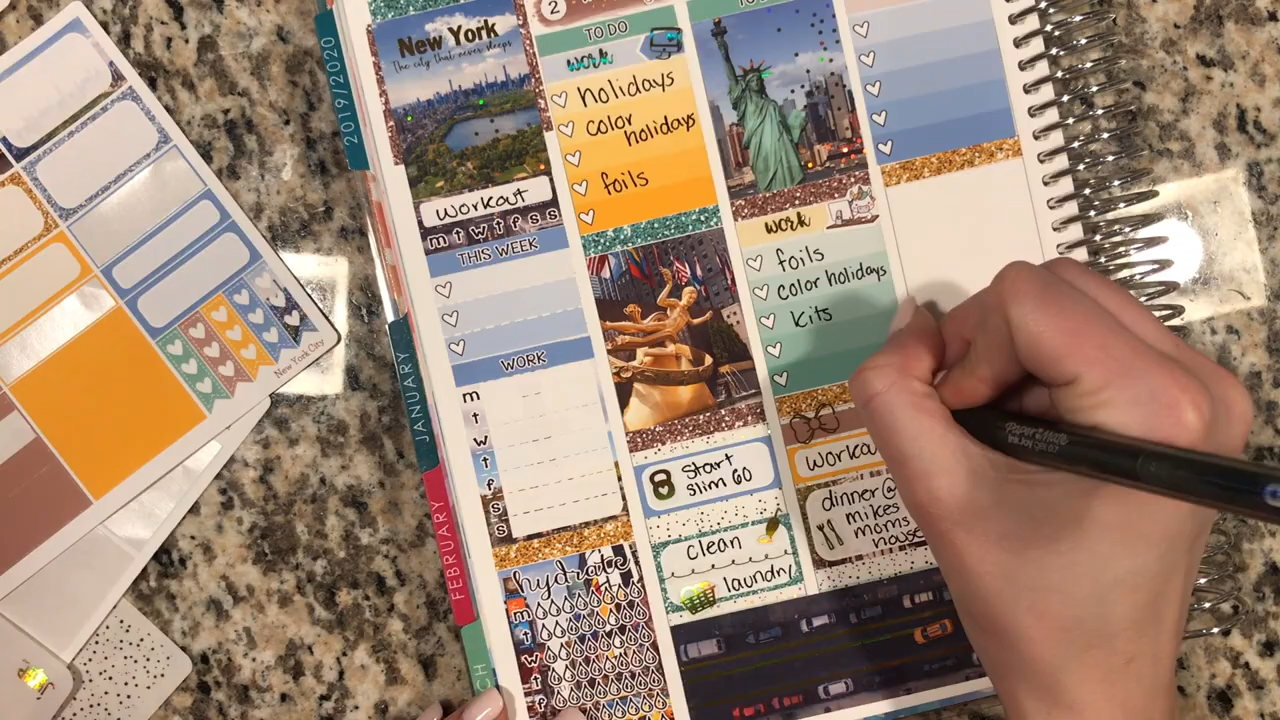 2019/2020
JANUARY
FEBRUARY
CH
New York
The city that never sleeps
workout
m t w t f s s
THIS WEEK
WORK
m
t
w
t
f
s
s
hydrate
m
t
w
t
f
2
TO DO
work
holidays
color
holidays
foils
Start
slim 60
clean
laundry
work
foils
color holidays
kits
workou
dinner @
mikes
moms
house
Paper Mate
InkJoy gel 0.7
New York City